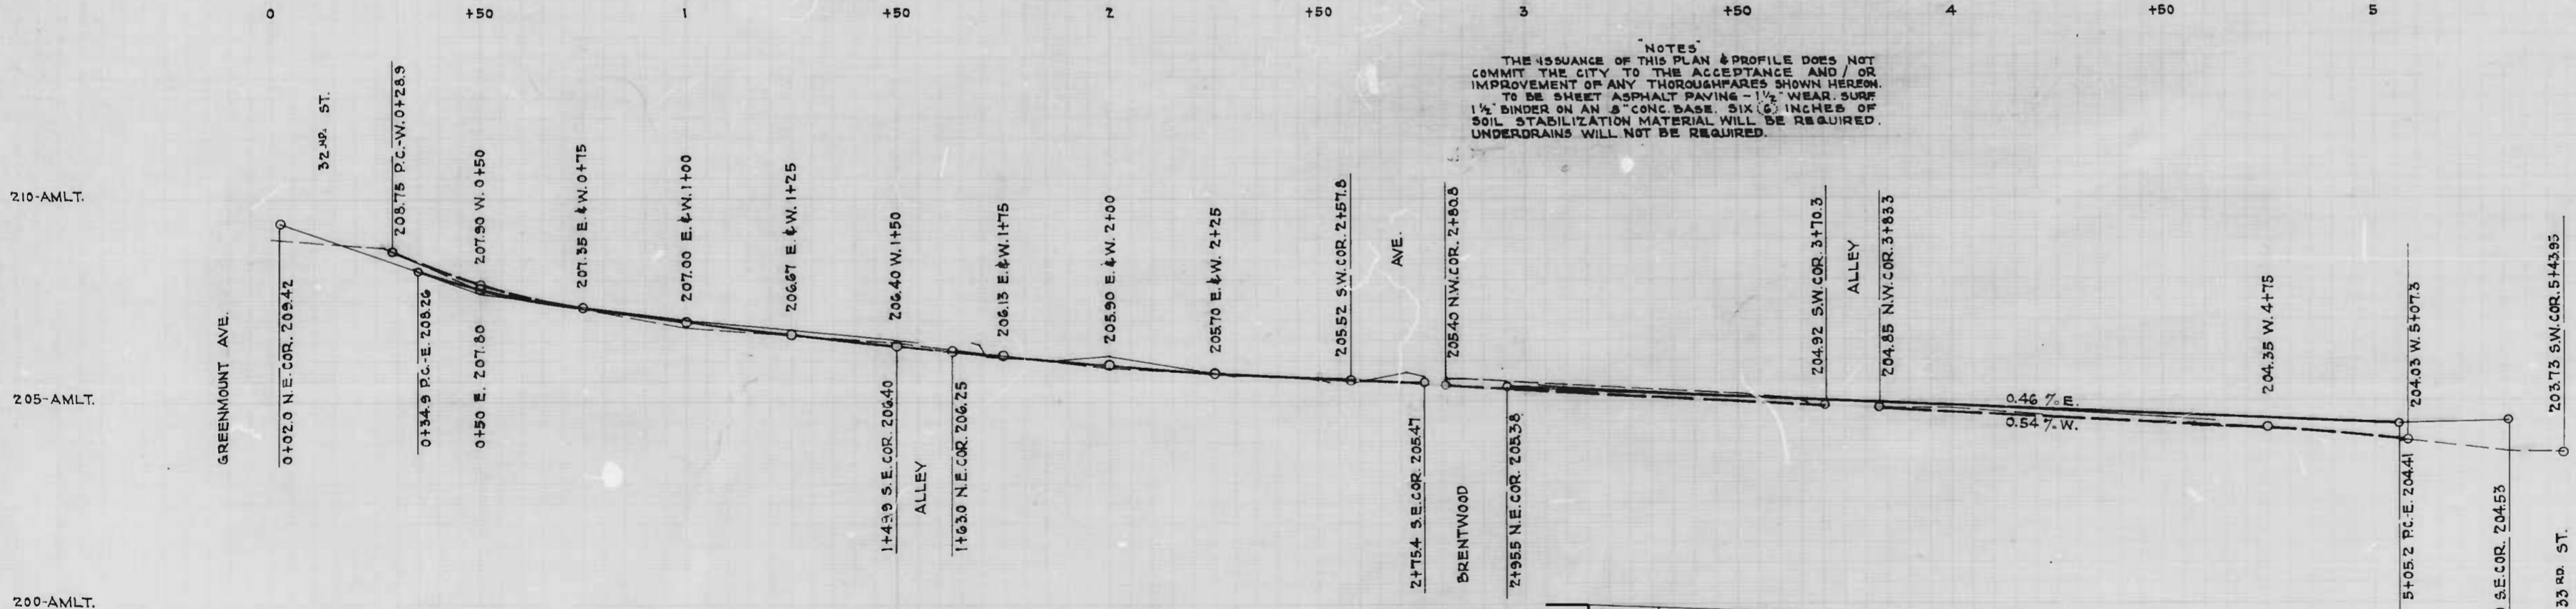 0 +50 1 +50 2 +50 3 +50 4 +50 5
"NOTES"
THE ISSUANCE OF THIS PLAN & PROFILE DOES NOT
COMMIT THE CITY TO THE ACCEPTANCE AND / OR
IMPROVEMENT OF ANY THOROUGHFARES SHOWN HEREON.
TO BE SHEET ASPHALT PAVING - 1½" WEAR. SURF.
1½" BINDER ON AN 8" CONC. BASE. SIX (6) INCHES OF
SOIL STABILIZATION MATERIAL WILL BE REQUIRED.
UNDERDRAINS WILL NOT BE REQUIRED.
210-AMLT.
205-AMLT.
200-AMLT.
GREENMOUNT AVE.
0+02.0 N.E.COR. 209.42
32ND. ST.
208.75 P.C.-W. 0+28.9
0+34.9 P.C.-E. 208.26
207.90 W. 0+50
0+50 E. 207.80
207.35 E.&W. 0+75
207.00 E.&W. 1+00
206.67 E.&W. 1+25
206.40 W. 1+50
1+49.9 S.E.COR. 206.40
ALLEY
1+63.0 N.E.COR. 206.25
206.13 E.&W. 1+75
205.90 E.&W. 2+00
205.70 E.&W. 2+25
205.52 S.W.COR. 2+57.8
AVE.
2+75.4 S.E.COR. 205.47
205.40 N.W.COR. 2+80.8
BRENTWOOD
2+95.5 N.E.COR. 205.38
204.92 S.W.COR. 3+70.3
ALLEY
204.85 N.W.COR. 3+83.3
0.46 % E.
0.54 % W.
204.35 W. 4+75
5+05.2 P.C.-E. 204.41
204.03 W. 5+07.3
S.E.COR. 204.53
203.73 S.W.COR. 5+43.95
33RD. ST.